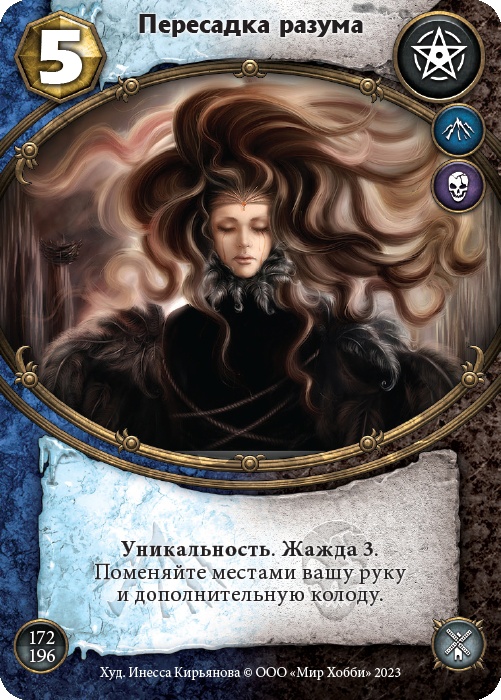 Пересадка разума
5
Уникальность. Жажда 3.
Поменяйте местами вашу руку
и дополнительную колоду.
172
196
Худ. Инесса Кирьянова © ООО «Мир Хобби» 2023